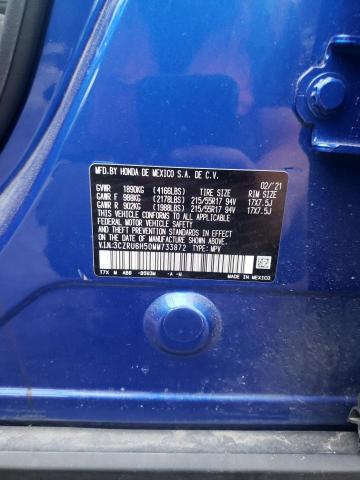 MFD. BY HONDA DE MEXICO S.A. DE C.V.
02/'21
GVWR 1890KG (4166LBS) TIRE SIZE RIM SIZE
GAWR F 988KG (2178LBS) 215/55R17 94V 17X7.5J
GAWR R 902KG (1988LBS) 215/55R17 94V 17X7.5J
THIS VEHICLE CONFORMS TO ALL APPLICABLE FEDERAL MOTOR
VEHICLE SAFETY, BUMPER, AND THEFT PREVENTION STANDARDS
IN EFFECT ON THE DATE OF MANUFACTURE SHOWN ABOVE.
V.I.N:3CZRU6H50MM733872 TYPE: MPV
T7X M ABB -A -M
MADE IN MEXICO